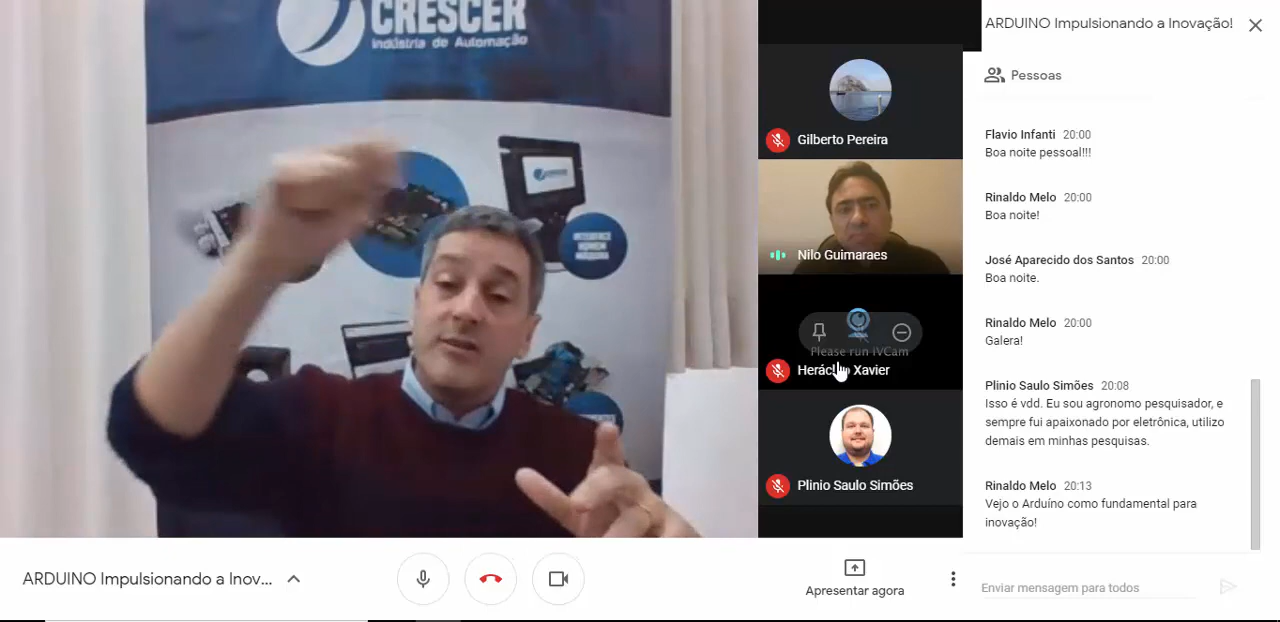 CRESCER
Indústria de Automação
INTERFACE
HOMEM
MÁQUINA
Gilberto Pereira
Nilo Guimaraes
Please run iVCam
Herácl Xavier
Plinio Saulo Simões
ARDUINO Impulsionando a Inovação!
Pessoas
Flavio Infanti 20:00
Boa noite pessoal!!!
Rinaldo Melo 20:00
Boa noite!
José Aparecido dos Santos 20:00
Boa noite.
Rinaldo Melo 20:00
Galera!
Plinio Saulo Simões 20:08
Isso é vdd. Eu sou agronomo pesquisador, e
sempre fui apaixonado por eletrônica, utilizo
demais em minhas pesquisas.
Rinaldo Melo 20:13
Vejo o Arduíno como fundamental para
inovação!
Enviar mensagem para todos
ARDUINO Impulsionando a Inov...
Apresentar agora